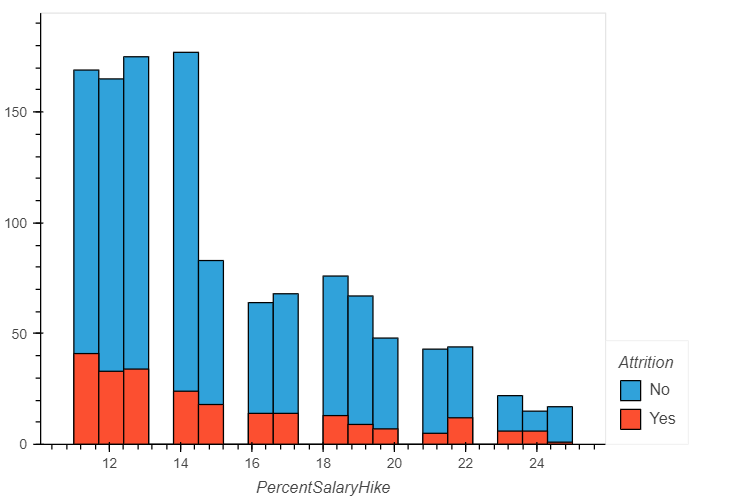 150
100
50
0
12 14 16 18 20 22 24
PercentSalaryHike
Attrition
No
Yes